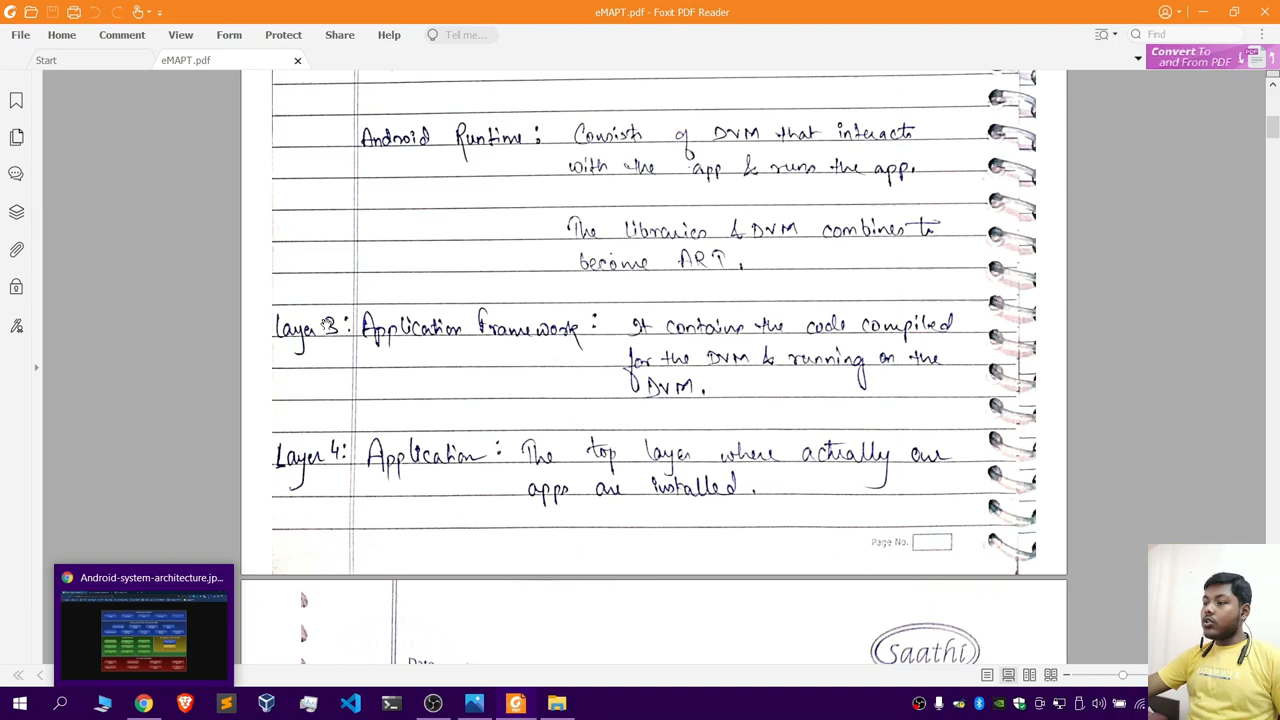 eMAPT.pdf - Foxit PDF Reader
File Home Comment View Form Protect Share Help Tell me... Find
Start eMAPT.pdf
Convert To and From PDF
PDF
Android Runtime : Consists of DVM that interacts
with the app & runs the app.
The libraries & DVM combines to
become ART.
Layer 3: Application Framework : It contains the code compiled
for the DVM & running on the
DVM.
Layer 4: Application : The top layer where actually our
apps are installed.
Page No.
Android-system-architecture.jp...
Saathi
Date